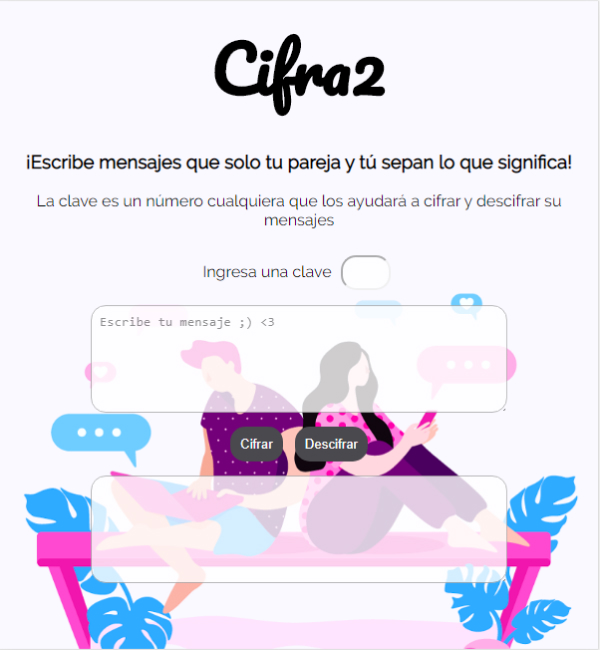 Cifra2
¡Escribe mensajes que solo tu pareja y tú sepan lo que significa!
La clave es un número cualquiera que los ayudará a cifrar y descifrar su
mensajes
Ingresa una clave
Escribe tu mensaje ;) <3
Cifrar Descifrar